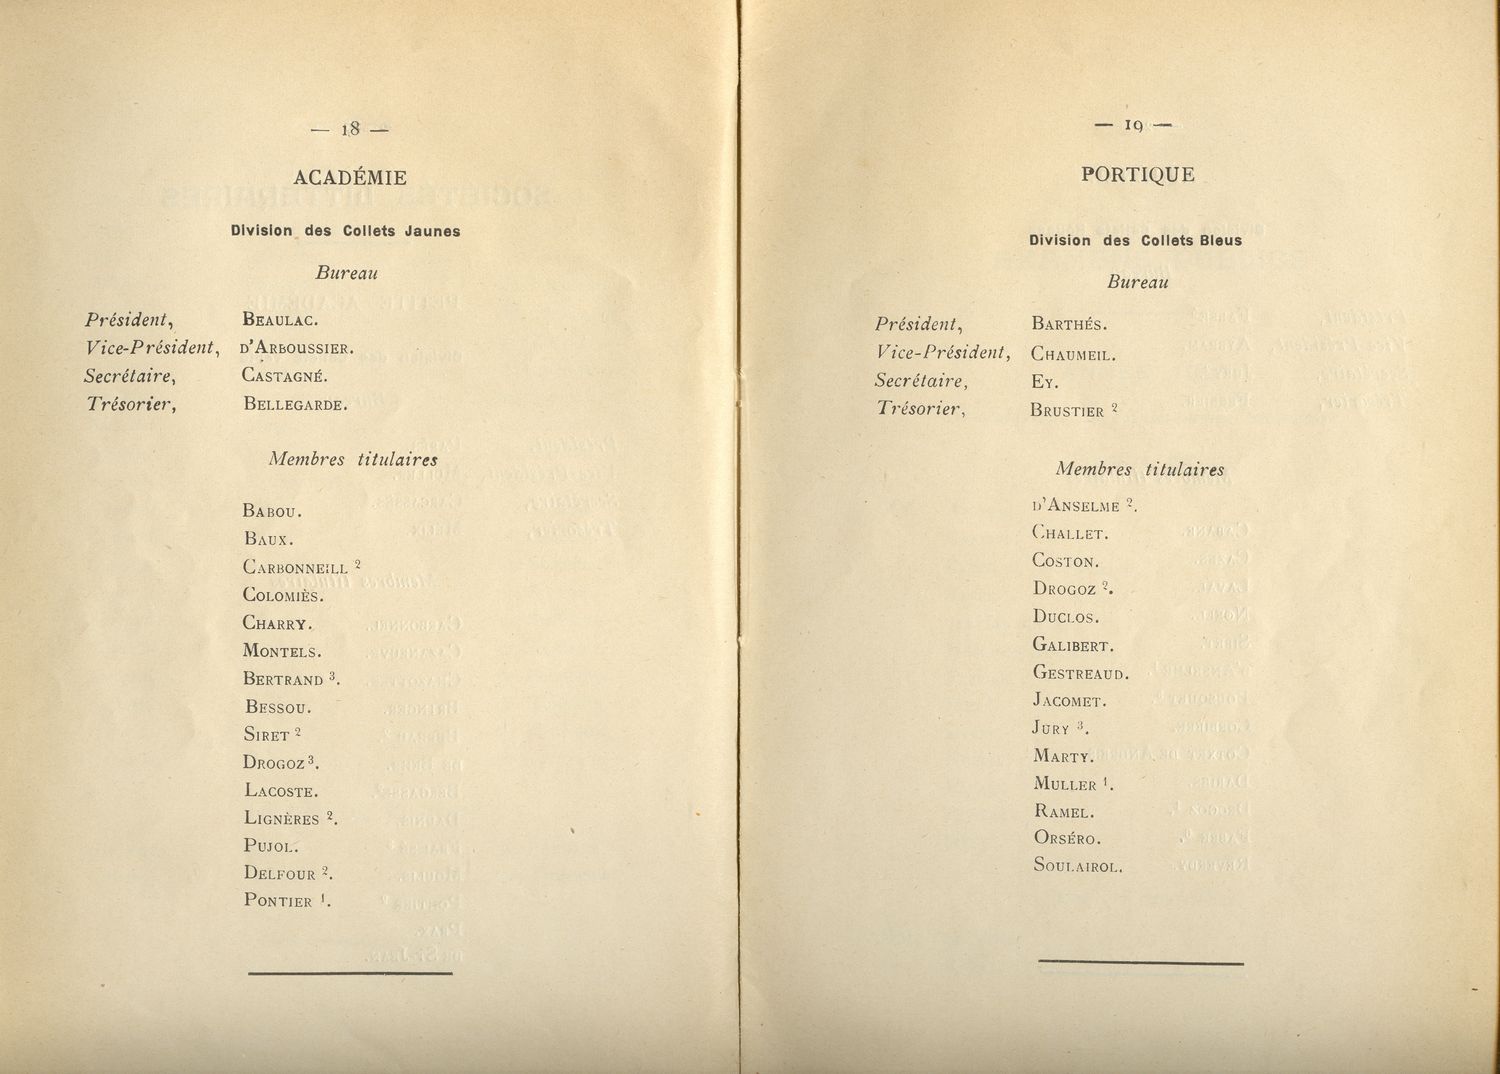 — 18 —
ACADÉMIE
Division des Collets Jaunes
Bureau
Président, BEAULAC.
Vice-Président, D'ARBOUSSIER.
Secrétaire, CASTAGNÉ.
Trésorier, BELLEGARDE.
Membres titulaires
BABOU.
BAUX.
CARBONNEILL 2
COLOMIÈS.
CHARRY.
MONTELS.
BERTRAND 3.
BESSOU.
SIRET 2
DROGOZ 3.
LACOSTE.
LIGNÈRES 2.
PUJOL.
DELFOUR 2.
PONTIER 1.
— 19 —
PORTIQUE
Division des Collets Bleus
Bureau
Président, BARTHÉS.
Vice-Président, CHAUMEIL.
Secrétaire, EY.
Trésorier, BRUSTIER 2
Membres titulaires
D'ANSELME 2.
CHALLET.
COSTON.
DROGOZ 2.
DUCLOS.
GALIBERT.
GESTREAUD.
JACOMET.
JURY 3.
MARTY.
MULLER 1.
RAMEL.
ORSÉRO.
SOULAIROL.